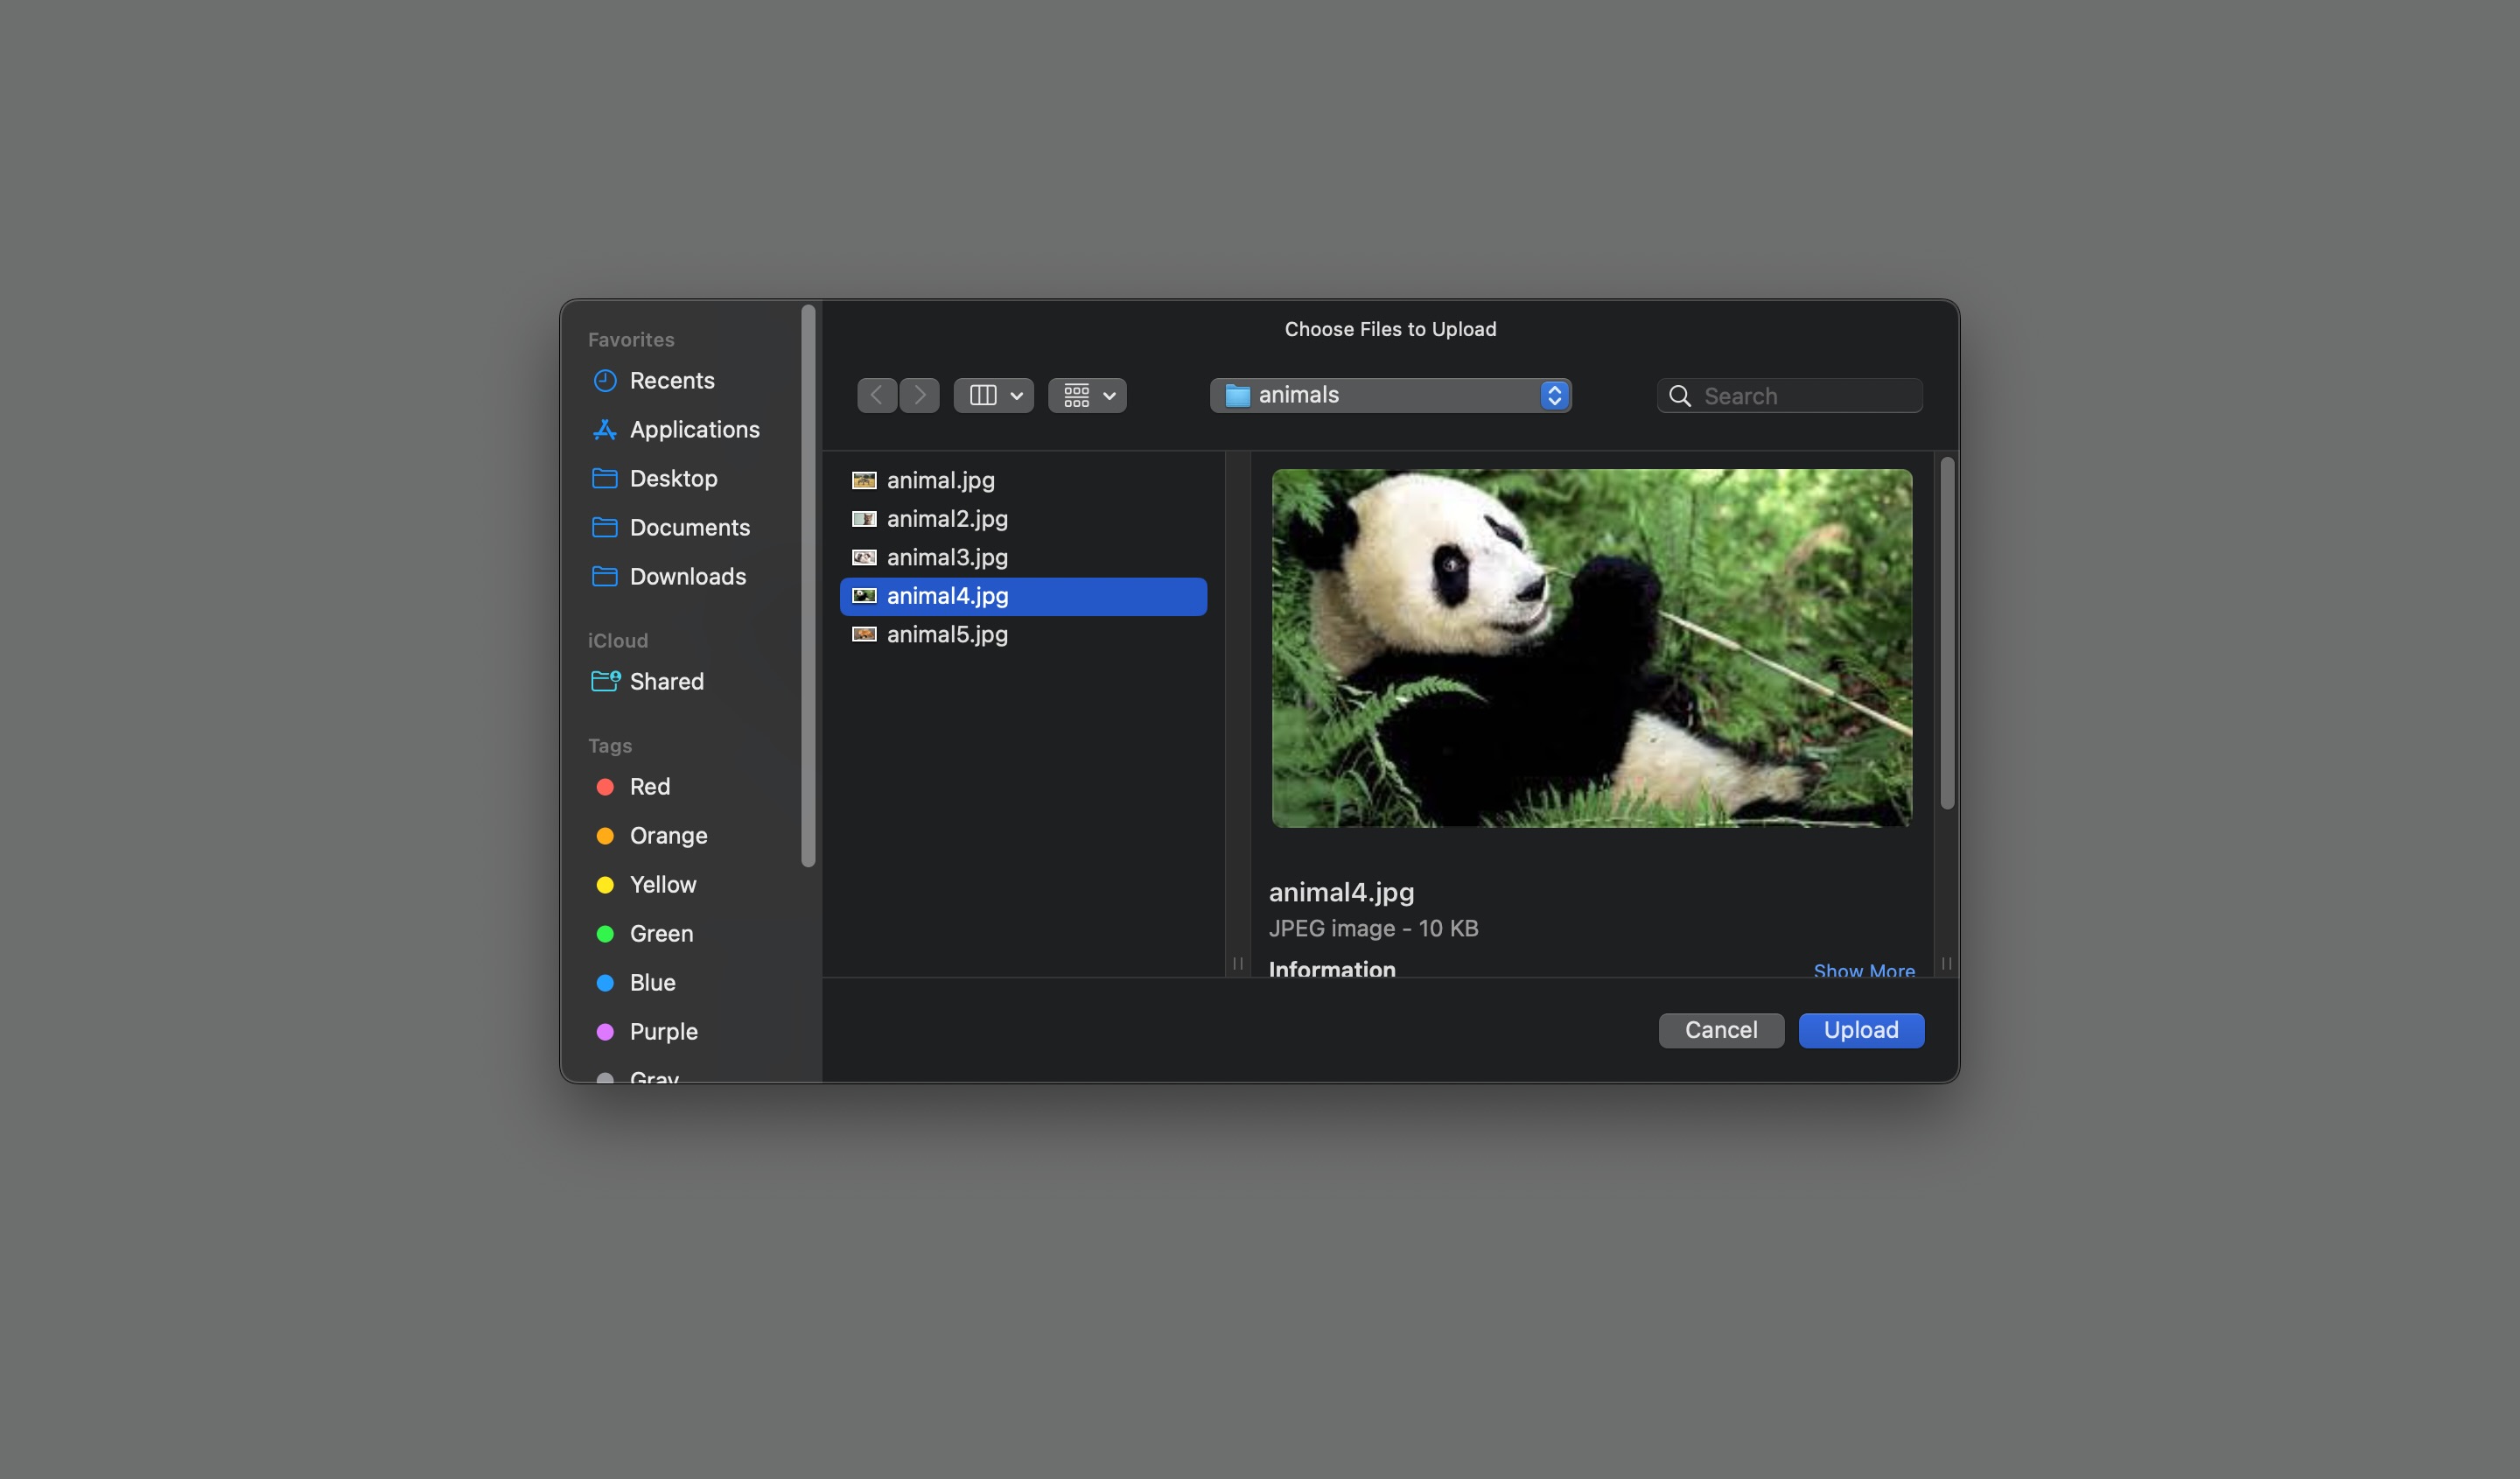 Choose Files to Upload
Favorites
Recents
Applications
Desktop
Documents
Downloads
iCloud
Shared
Tags
Red
Orange
Yellow
Green
Blue
Purple
Gray
animals
Search
animal.jpg
animal2.jpg
animal3.jpg
animal4.jpg
animal5.jpg
animal4.jpg
JPEG image - 10 KB
Information
Show More
Cancel
Upload